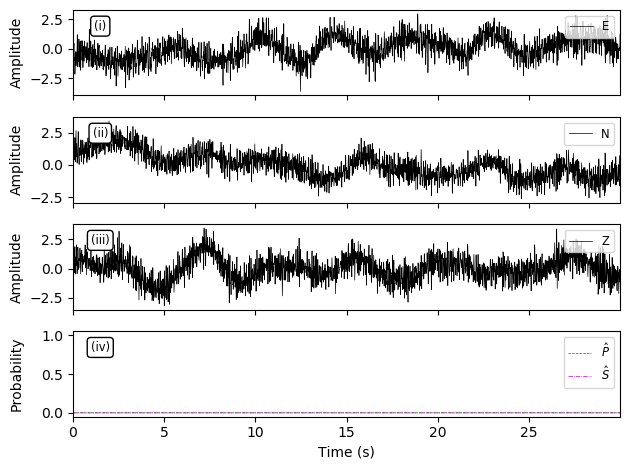 (i)
E
Amplitude
2.5
0.0
−2.5
(ii)
N
Amplitude
2.5
0.0
−2.5
(iii)
Z
Amplitude
2.5
0.0
−2.5
(iv)
P̂
Ŝ
Probability
1.0
0.5
0.0
0 5 10 15 20 25
Time (s)